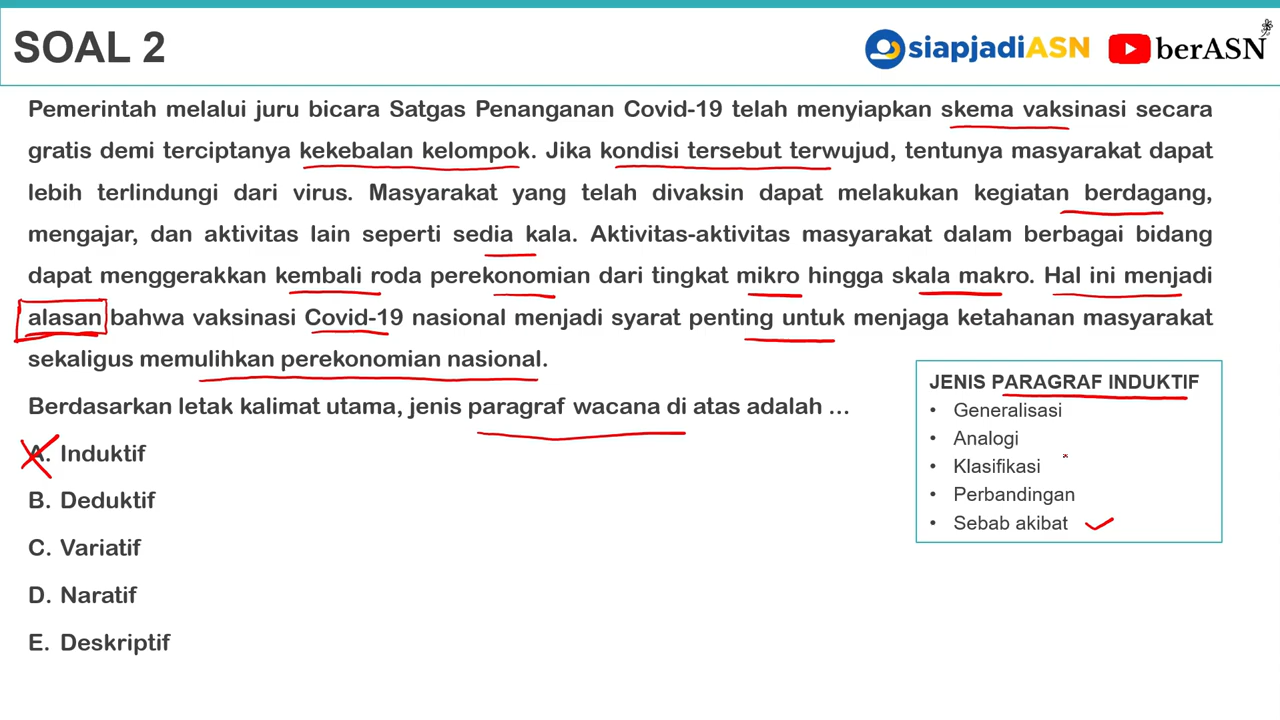 SOAL 2
siapjadiASN
berASN
Pemerintah melalui juru bicara Satgas Penanganan Covid-19 telah menyiapkan skema vaksinasi secara
gratis demi terciptanya kekebalan kelompok. Jika kondisi tersebut terwujud, tentunya masyarakat dapat
lebih terlindungi dari virus. Masyarakat yang telah divaksin dapat melakukan kegiatan berdagang,
mengajar, dan aktivitas lain seperti sedia kala. Aktivitas-aktivitas masyarakat dalam berbagai bidang
dapat menggerakkan kembali roda perekonomian dari tingkat mikro hingga skala makro. Hal ini menjadi
alasan bahwa vaksinasi Covid-19 nasional menjadi syarat penting untuk menjaga ketahanan masyarakat
sekaligus memulihkan perekonomian nasional.
Berdasarkan letak kalimat utama, jenis paragraf wacana di atas adalah ...
A. Induktif
B. Deduktif
C. Variatif
D. Naratif
E. Deskriptif
JENIS PARAGRAF INDUKTIF
• Generalisasi
• Analogi
• Klasifikasi
• Perbandingan
• Sebab akibat